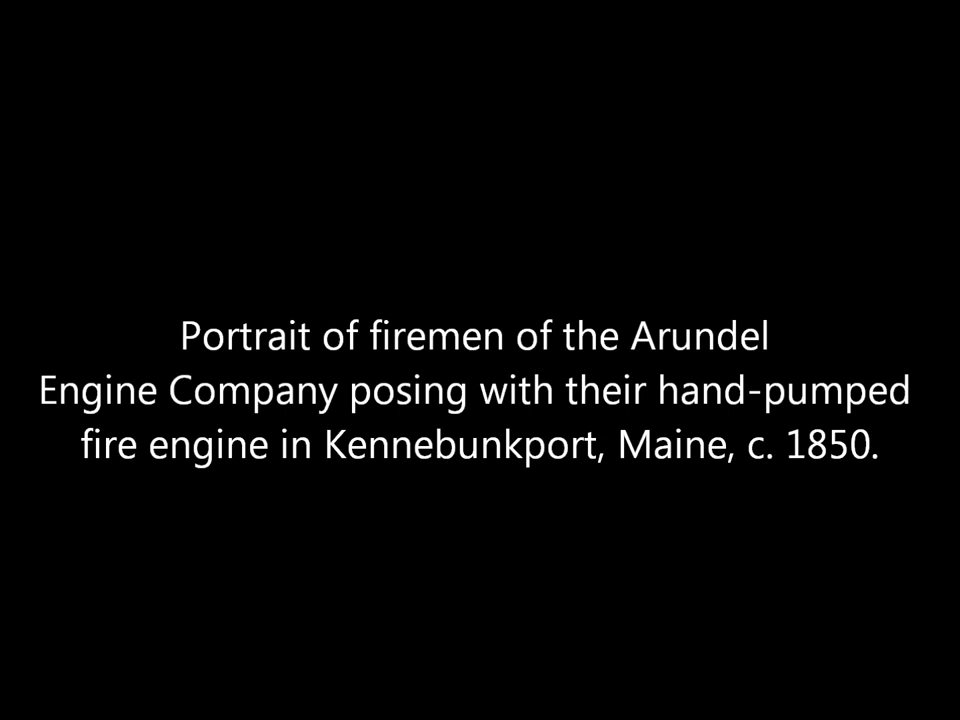 Portrait of firemen of the Arundel
Engine Company posing with their hand-pumped
fire engine in Kennebunkport, Maine, c. 1850.